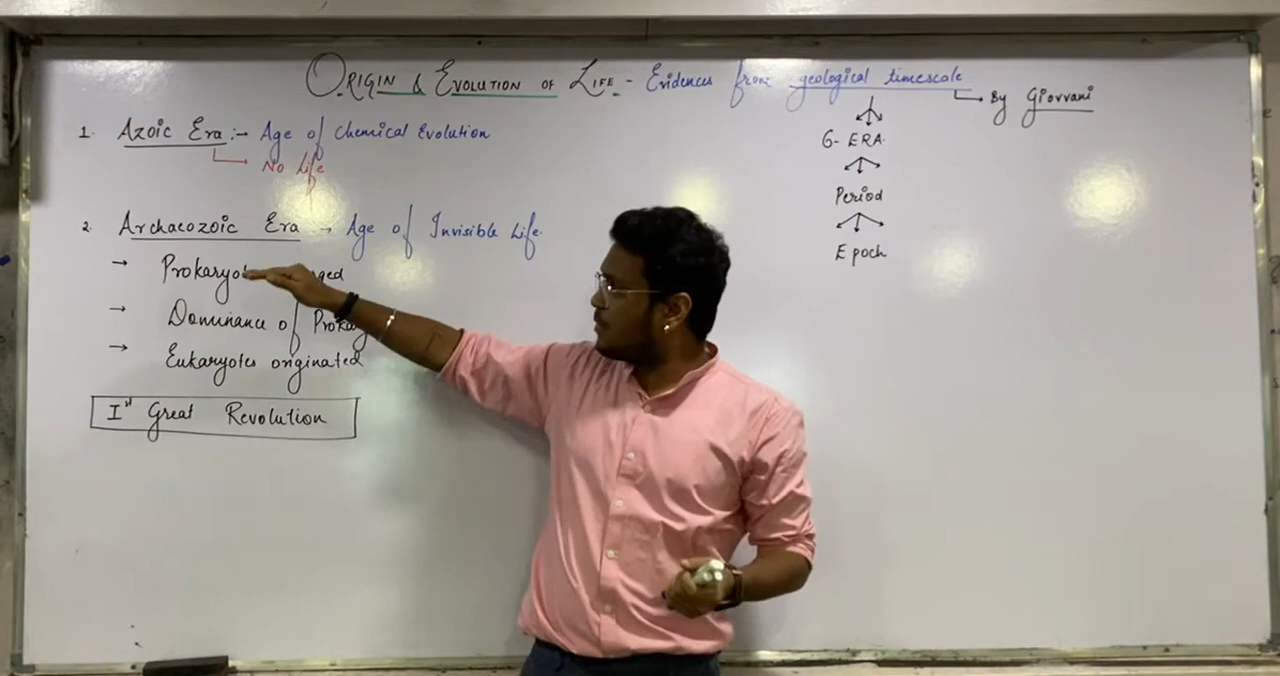 ORIGIN & EVOLUTION OF LIFE - Evidences from geological timescale
By Giovvani
G- ERA
Period
Epoch
1. Azoic Era :- Age of Chemical Evolution
No Life
2. Archaeozoic Era - Age of Invisible Life.
Dominance of
Eukaryotes originated
Ist Great Revolution